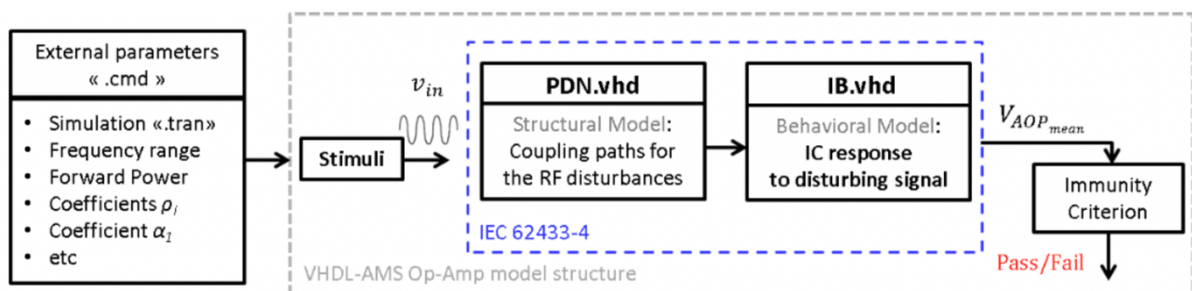 External parameters
« .cmd »
• Simulation «.tran»
• Frequency range
• Forward Power
• Coefficients ρᵢ
• Coefficient α₁
• etc
Stimuli
v_in
PDN.vhd
Structural Model:
Coupling paths for
the RF disturbances
IB.vhd
Behavioral Model:
IC response
to disturbing signal
IEC 62433-4
VHDL-AMS Op-Amp model structure
V_AOP_mean
Immunity
Criterion
Pass/Fail